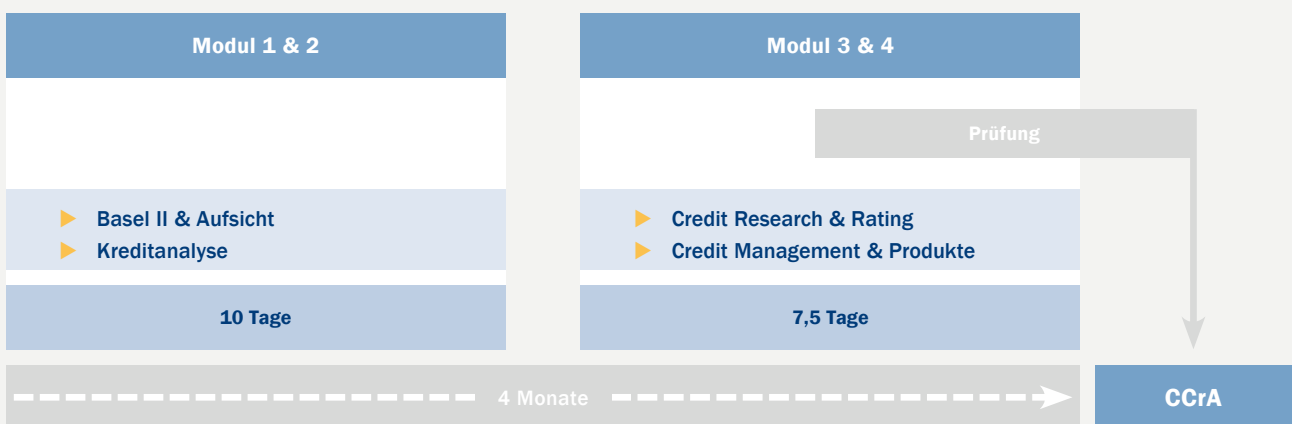 Modul 1 & 2
Basel II & Aufsicht
Kreditanalyse
10 Tage
Modul 3 & 4
Prüfung
Credit Research & Rating
Credit Management & Produkte
7,5 Tage
4 Monate
CCrA